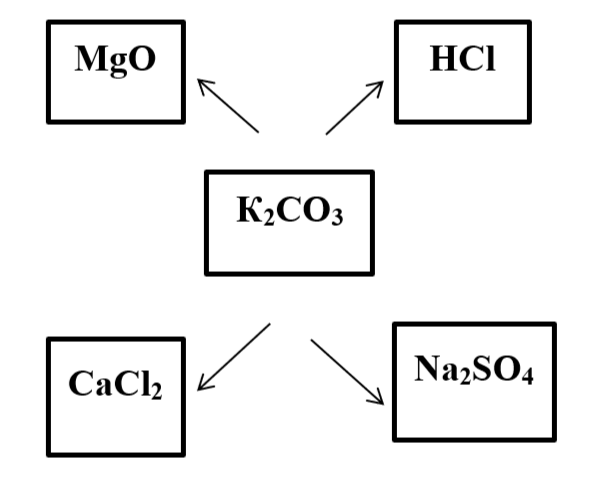 MgO
HCl
K₂CO₃
CaCl₂
Na₂SO₄